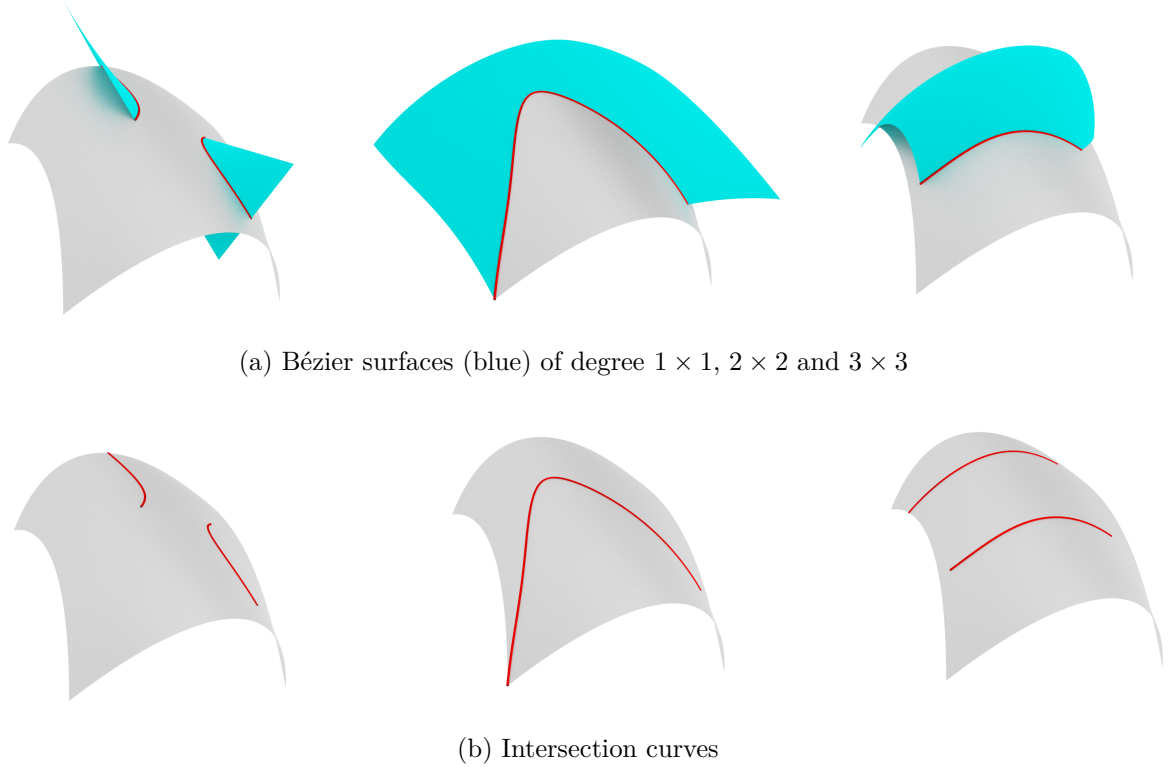 (a) Bézier surfaces (blue) of degree 1 × 1, 2 × 2 and 3 × 3
(b) Intersection curves